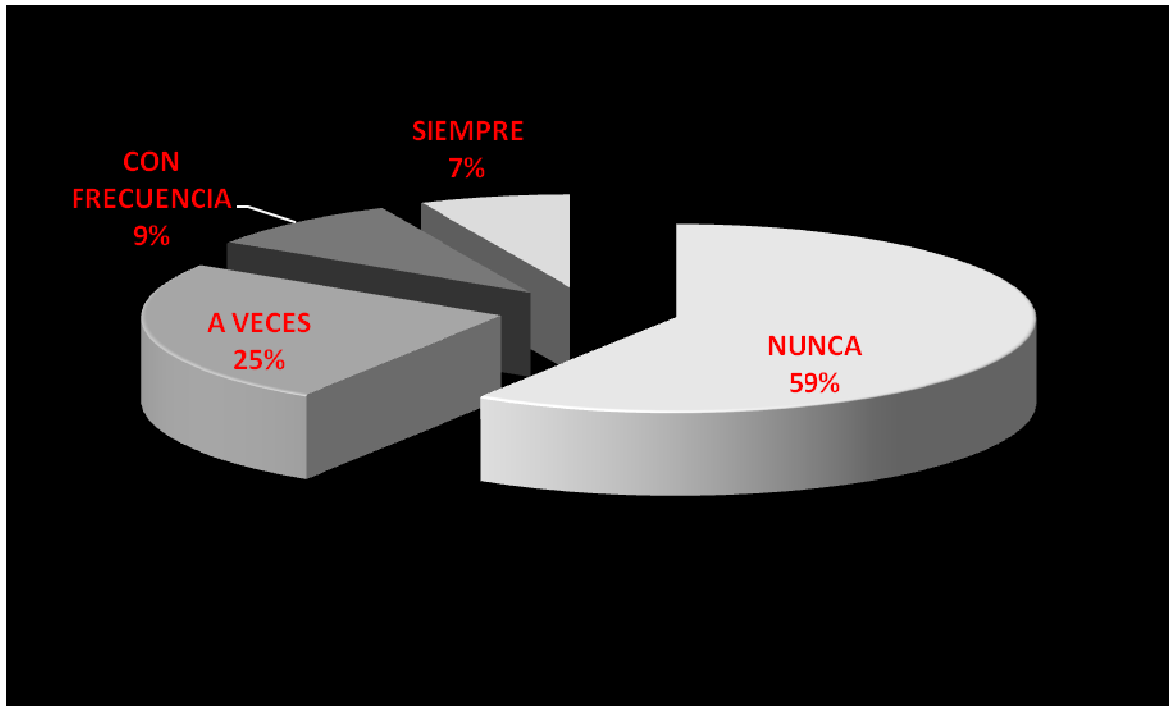 SIEMPRE
7%
CON
FRECUENCIA
9%
A VECES
25%
NUNCA
59%